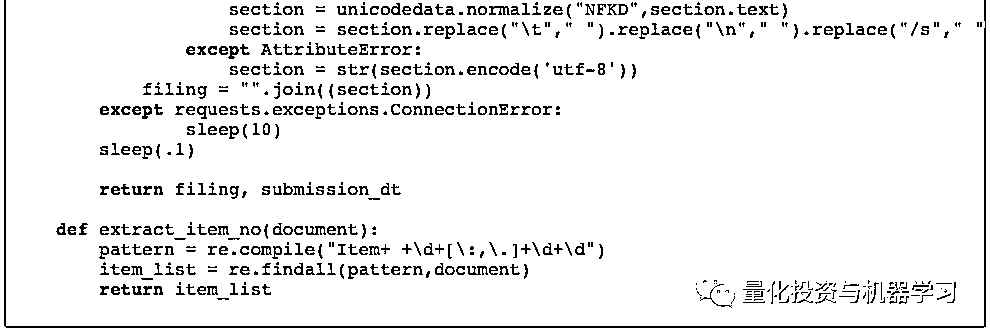 section = unicodedata.normalize("NFKD",section.text)
                section = section.replace("\t"," ").replace("\n"," ").replace("/s"," "
            except AttributeError:
                section = str(section.encode('utf-8'))
        filing = "".join((section))
    except requests.exceptions.ConnectionError:
            sleep(10)
    sleep(.1)

    return filing, submission_dt

def extract_item_no(document):
    pattern = re.compile("Item+ +\d+[\:,\.]+\d+\d")
    item_list = re.findall(pattern,document)
    return item_list
量化投资与机器学习